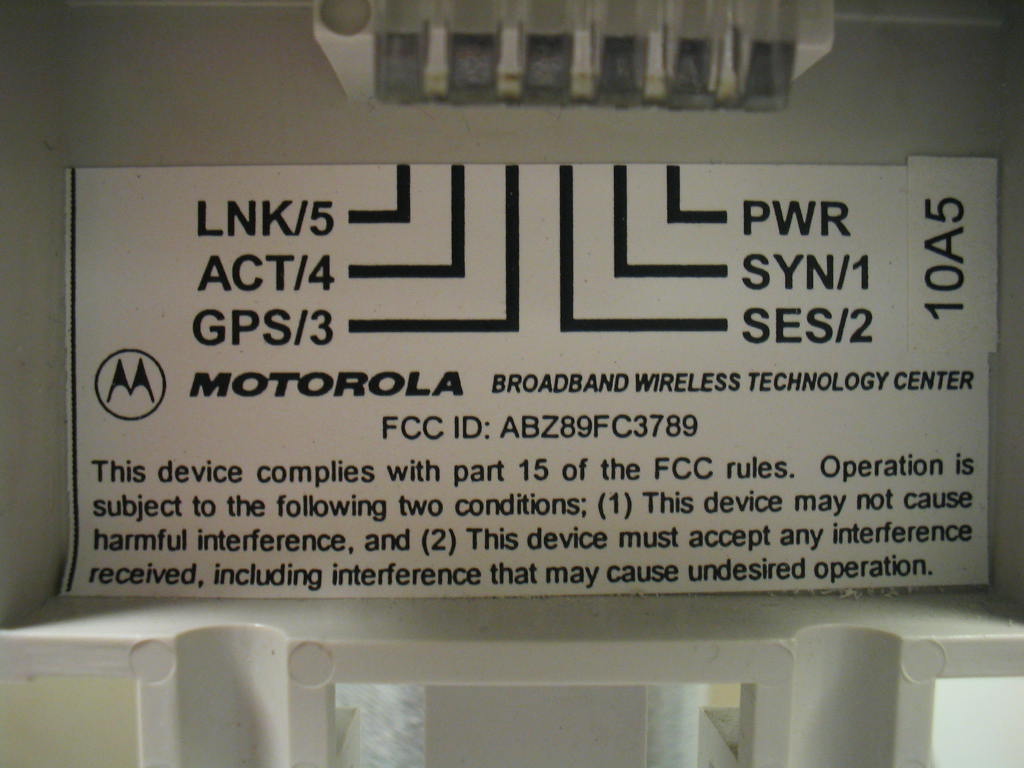 LNK/5 PWR
ACT/4 SYN/1
GPS/3 SES/2
10A5
MOTOROLA BROADBAND WIRELESS TECHNOLOGY CENTER
FCC ID: ABZ89FC3789
This device complies with part 15 of the FCC rules. Operation is
subject to the following two conditions; (1) This device may not cause
harmful interference, and (2) This device must accept any interference
received, including interference that may cause undesired operation.